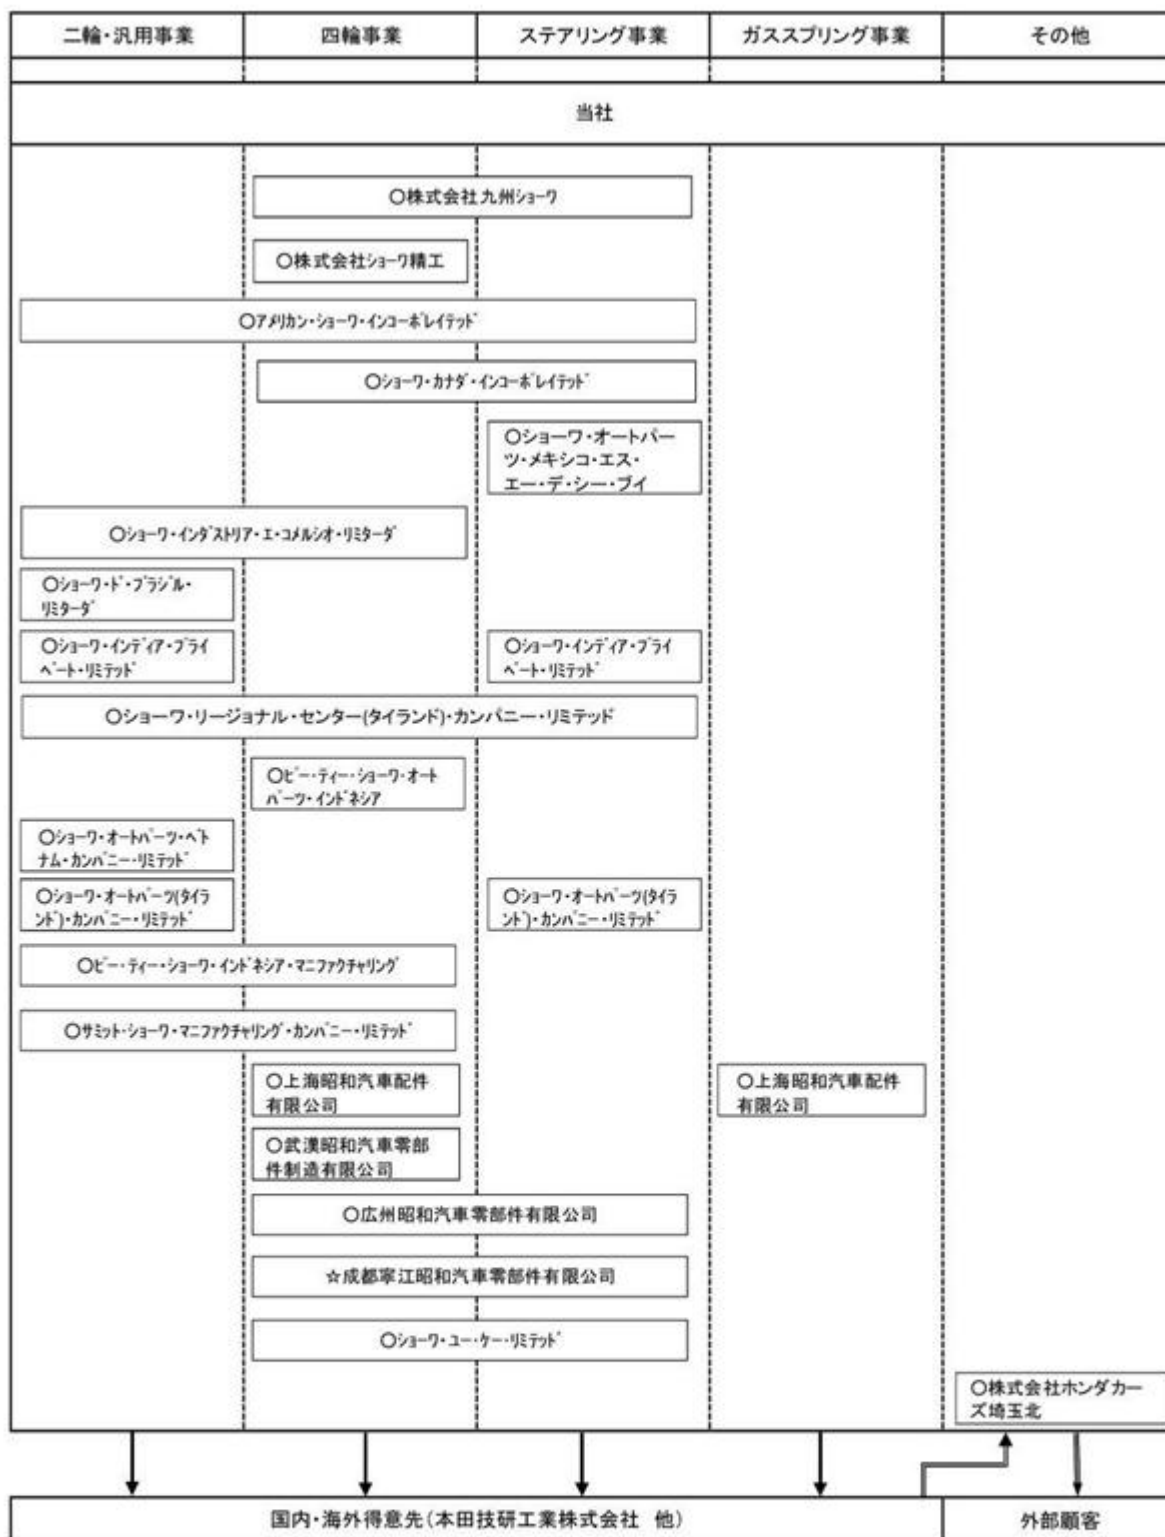 二輪・汎用事業
四輪事業
ステアリング事業
ガススプリング事業
その他
当社
○株式会社九州ｼｮｰﾜ
○株式会社ｼｮｰﾜ精工
○ｱﾒﾘｶﾝ・ｼｮｰﾜ・ｲﾝｺｰﾎﾟﾚｲﾃｯﾄﾞ
○ｼｮｰﾜ・ｶﾅﾀﾞ・ｲﾝｺｰﾎﾟﾚｲﾃｯﾄﾞ
○ショーワ・オートパー
ツ・メキシコ・エス・
エー・デ・シー・ブイ
○ｼｮｰﾜ・ｲﾝﾀﾞｽﾄﾘｱ・ｴ・ｺﾒﾙｼｵ・ﾘﾐﾀｰﾀﾞ
○ｼｮｰﾜ・ﾄﾞ・ﾌﾞﾗｼﾞﾙ・
ﾘﾐﾀｰﾀﾞ
○ｼｮｰﾜ・ｲﾝﾃﾞｨｱ・ﾌﾟﾗｲ
ﾍﾞｰﾄ・ﾘﾐﾃｯﾄﾞ
○ｼｮｰﾜ・ｲﾝﾃﾞｨｱ・ﾌﾟﾗｲ
ﾍﾞｰﾄ・ﾘﾐﾃｯﾄﾞ
○ショーワ・リージョナル・センター(タイランド)・カンパニー・リミテッド
○ﾋﾟｰ・ﾃｨｰ・ｼｮｰﾜ・ｵｰﾄ
ﾊﾟｰﾂ・ｲﾝﾄﾞﾈｼｱ
○ｼｮｰﾜ・ｵｰﾄﾊﾟｰﾂ・ﾍﾞﾄ
ﾅﾑ・ｶﾝﾊﾟﾆｰ・ﾘﾐﾃｯﾄﾞ
○ｼｮｰﾜ・ｵｰﾄﾊﾟｰﾂ(ﾀｲﾗ
ﾝﾄﾞ)・ｶﾝﾊﾟﾆｰ・ﾘﾐﾃｯﾄﾞ
○ｼｮｰﾜ・ｵｰﾄﾊﾟｰﾂ(ﾀｲﾗ
ﾝﾄﾞ)・ｶﾝﾊﾟﾆｰ・ﾘﾐﾃｯﾄﾞ
○ﾋﾟｰ・ﾃｨｰ・ｼｮｰﾜ・ｲﾝﾄﾞﾈｼｱ・ﾏﾆﾌｧｸﾁｬﾘﾝｸﾞ
○ｻﾐｯﾄ・ｼｮｰﾜ・ﾏﾆﾌｧｸﾁｬﾘﾝｸﾞ・ｶﾝﾊﾟﾆｰ・ﾘﾐﾃｯﾄﾞ
○上海昭和汽車配件
有限公司
○上海昭和汽車配件
有限公司
○武漢昭和汽車零部
件制造有限公司
○広州昭和汽車零部件有限公司
☆成都寧江昭和汽車零部件有限公司
○ｼｮｰﾜ・ﾕｰ・ｹｰ・ﾘﾐﾃｯﾄﾞ
○株式会社ホンダカー
ズ埼玉北
国内・海外得意先(本田技研工業株式会社　他)
外部顧客